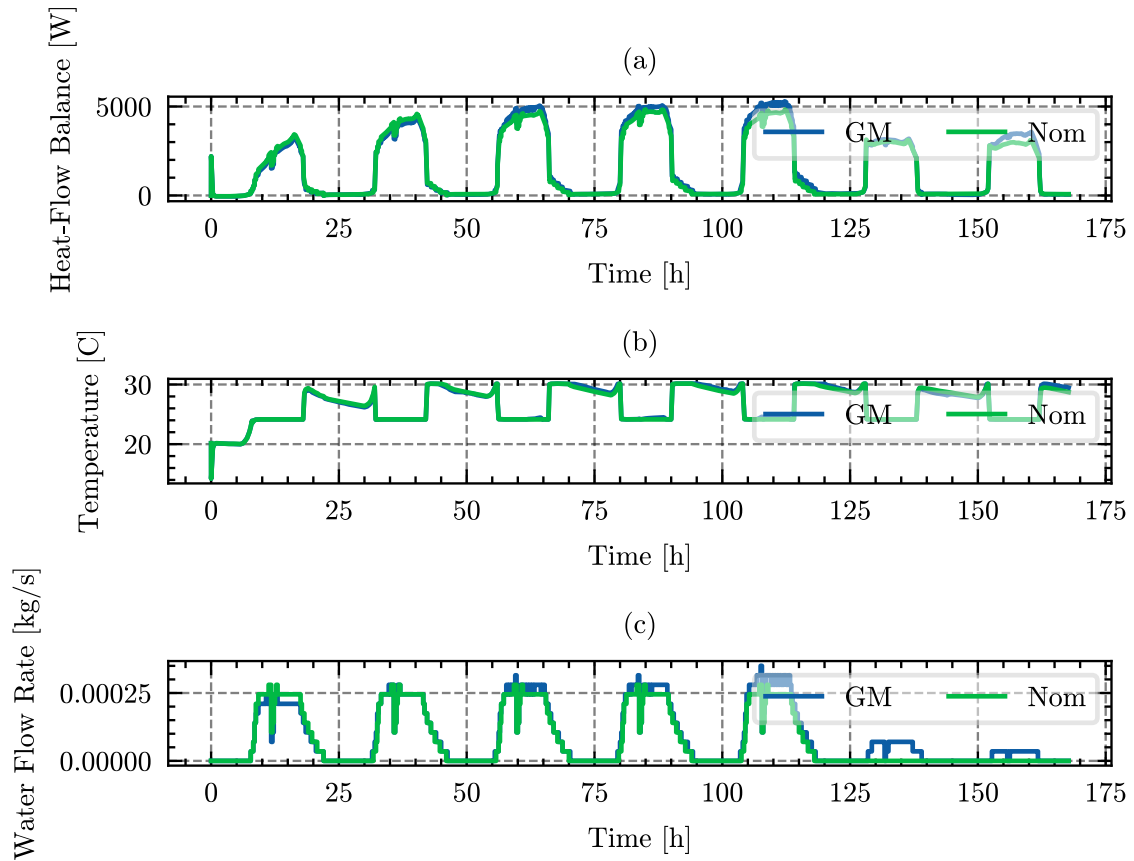 (a)
Heat-Flow Balance [W]
5000
0
GM
Nom
0 25 50 75 100 125 150 175
Time [h]
(b)
Temperature [C]
30
20
GM
Nom
0 25 50 75 100 125 150 175
Time [h]
(c)
Water Flow Rate [kg/s]
0.00025
0.00000
GM
Nom
0 25 50 75 100 125 150 175
Time [h]